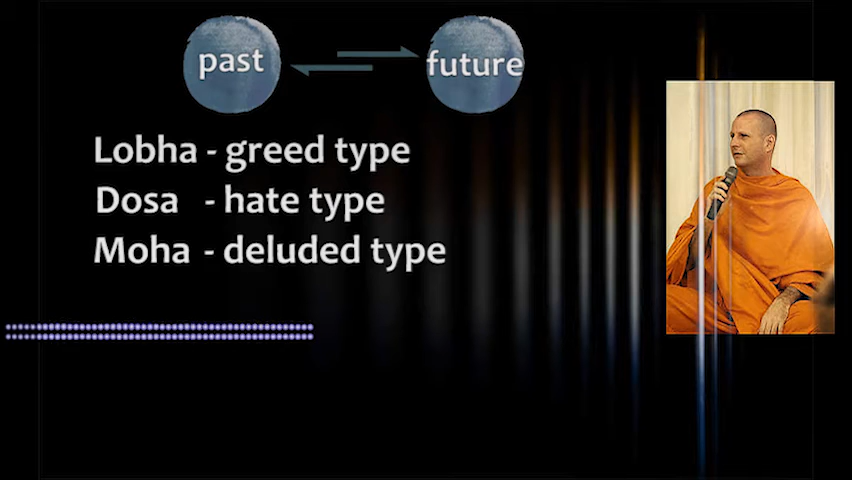 past future
Lobha - greed type
Dosa - hate type
Moha - deluded type